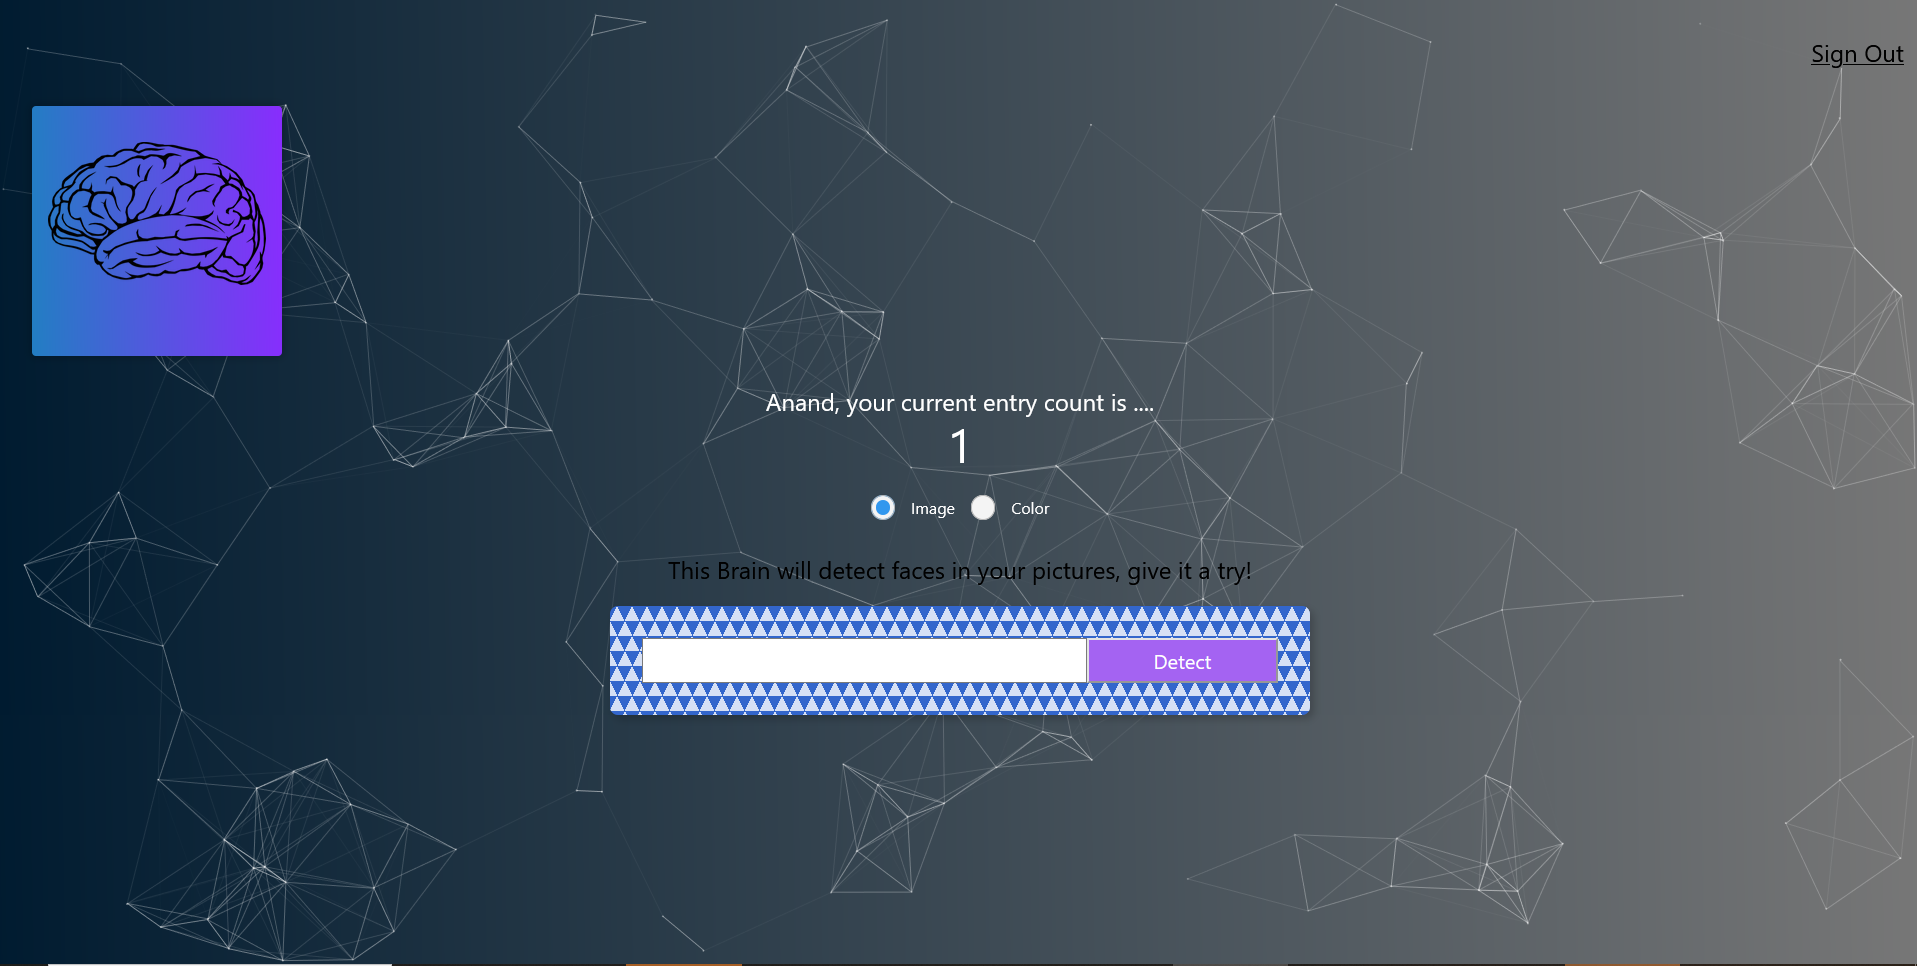 Sign Out
Anand, your current entry count is ....
1
Image Color
This Brain will detect faces in your pictures, give it a try!
Detect